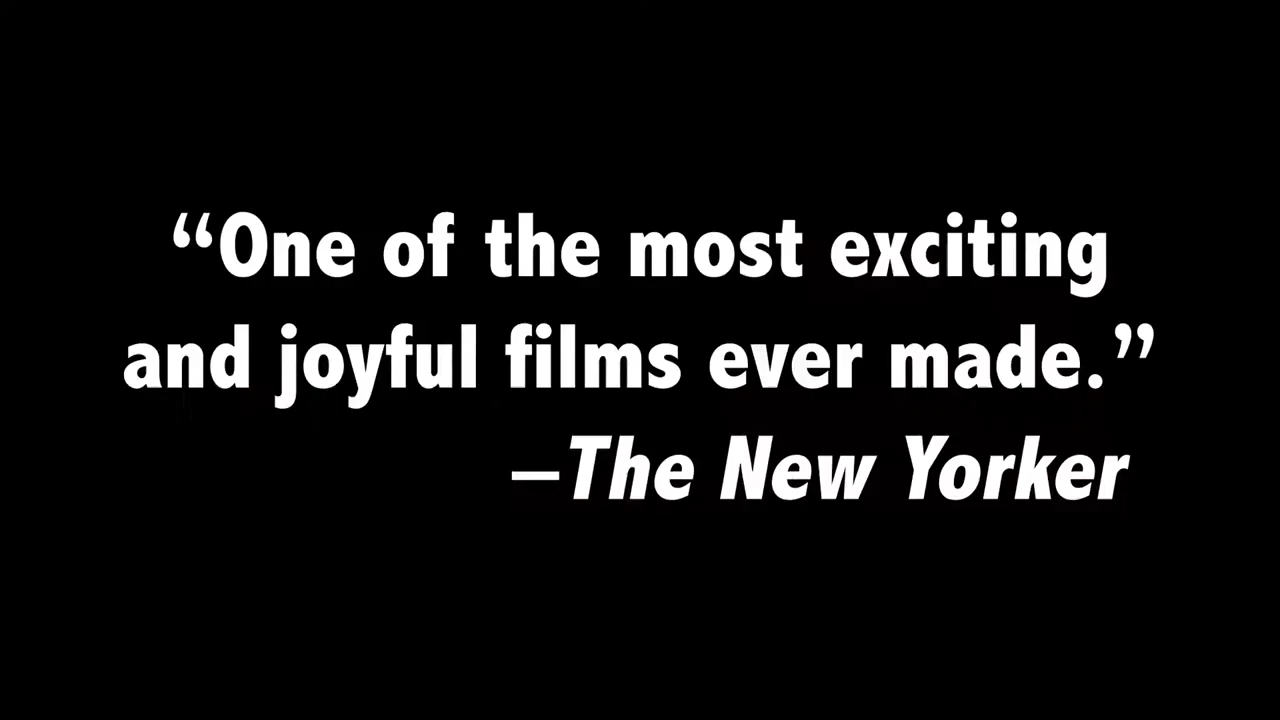 “One of the most exciting
and joyful films ever made.”
–The New Yorker